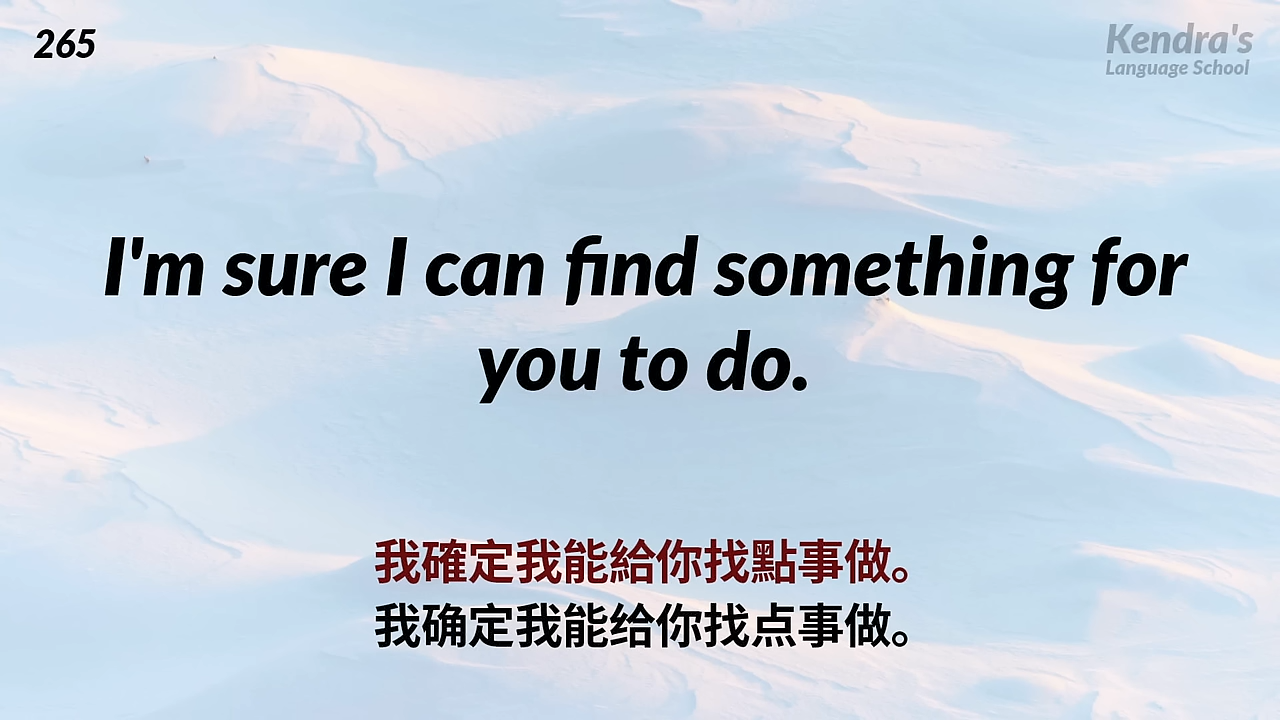 265
Kendra's
Language School
I'm sure I can find something for
you to do.
我確定我能給你找點事做。
我确定我能给你找点事做。